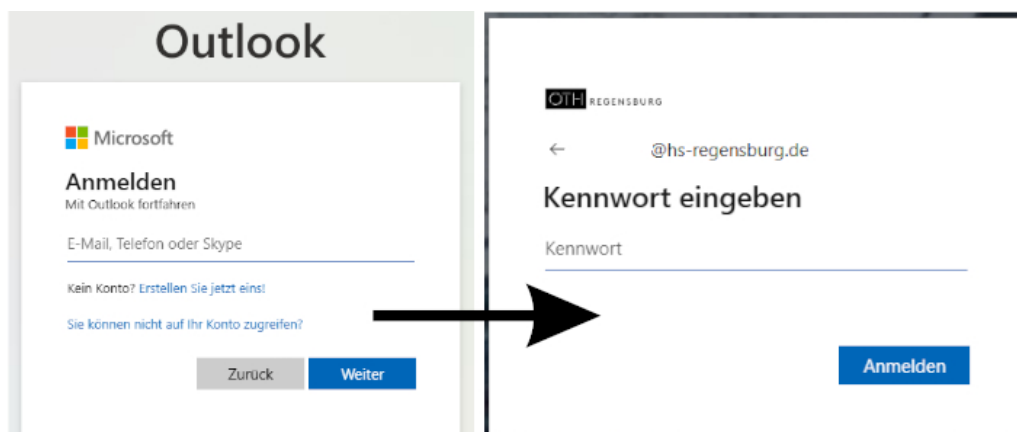 Outlook
Microsoft
Anmelden
Mit Outlook fortfahren
E-Mail, Telefon oder Skype
Kein Konto? Erstellen Sie jetzt eins!
Sie können nicht auf Ihr Konto zugreifen?
Zurück Weiter
OTH REGENSBURG
← @hs-regensburg.de
Kennwort eingeben
Kennwort
Anmelden